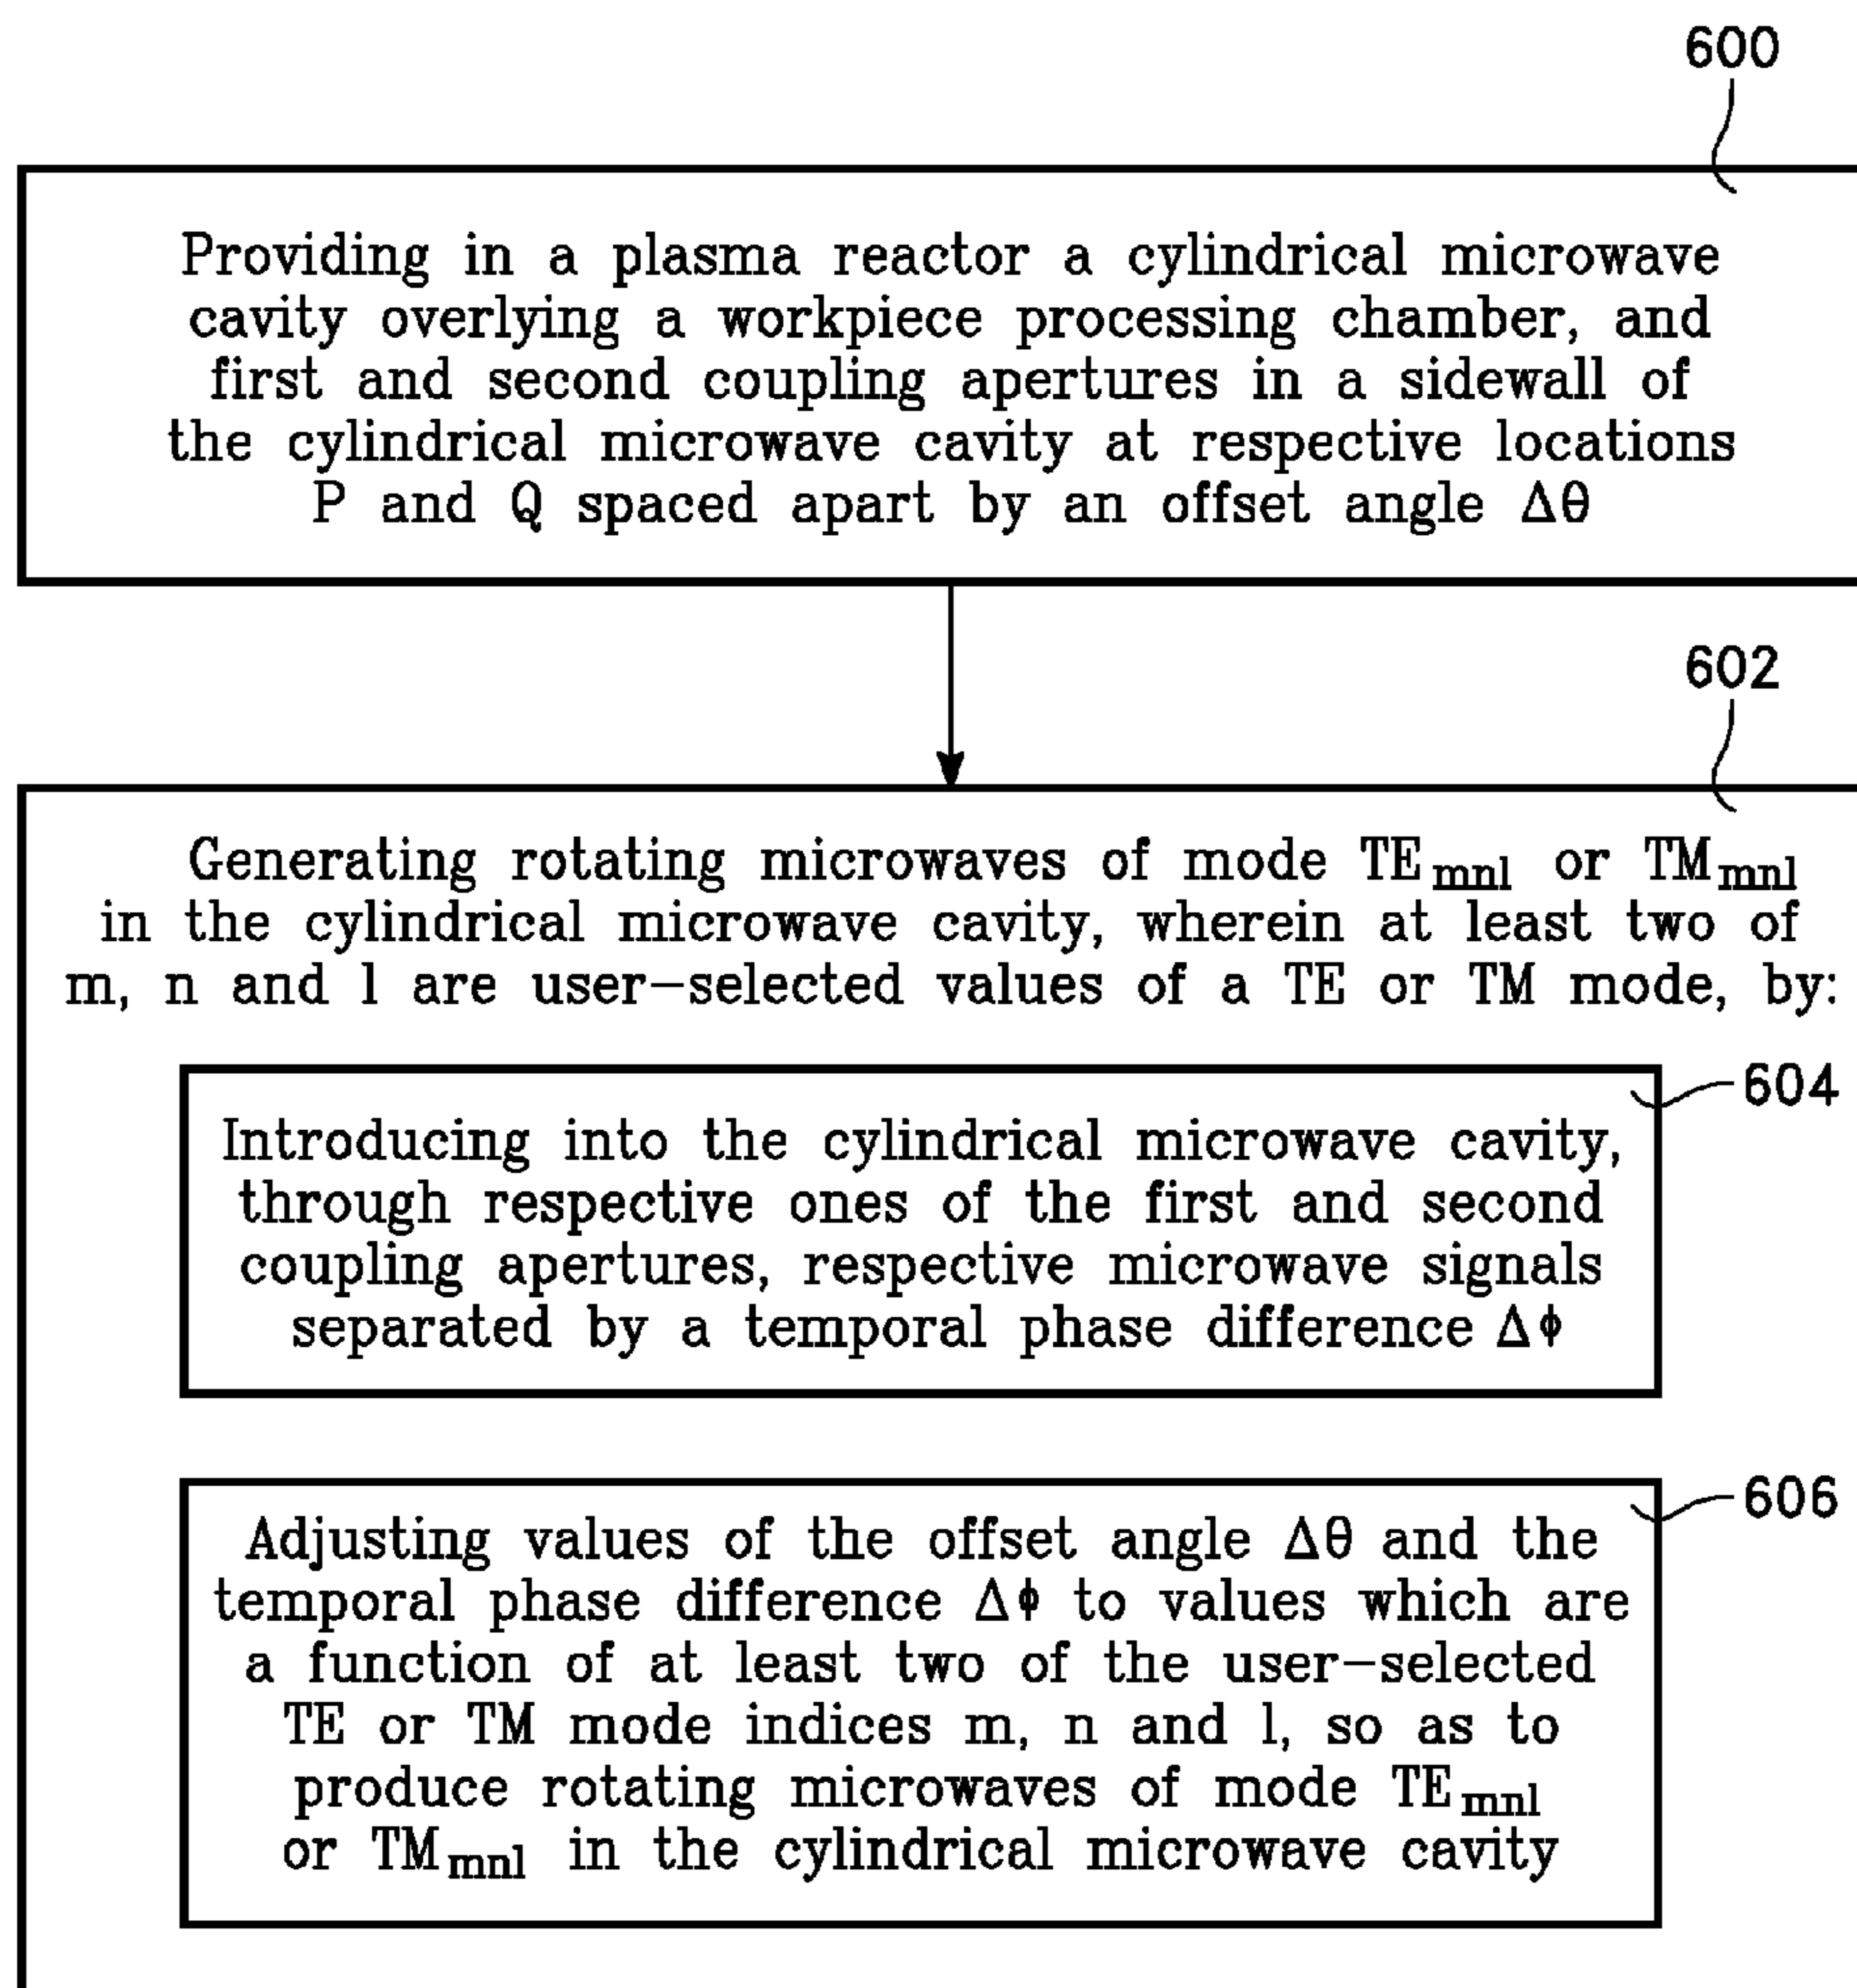 600
Providing in a plasma reactor a cylindrical microwave
cavity overlying a workpiece processing chamber, and
first and second coupling apertures in a sidewall of
the cylindrical microwave cavity at respective locations
P and Q spaced apart by an offset angle Δθ
602
Generating rotating microwaves of mode TEmnl or TMmnl
in the cylindrical microwave cavity, wherein at least two of
m, n and l are user-selected values of a TE or TM mode, by:
604
Introducing into the cylindrical microwave cavity,
through respective ones of the first and second
coupling apertures, respective microwave signals
separated by a temporal phase difference Δϕ
606
Adjusting values of the offset angle Δθ and the
temporal phase difference Δϕ to values which are
a function of at least two of the user-selected
TE or TM mode indices m, n and l, so as to
produce rotating microwaves of mode TEmnl
or TMmnl in the cylindrical microwave cavity